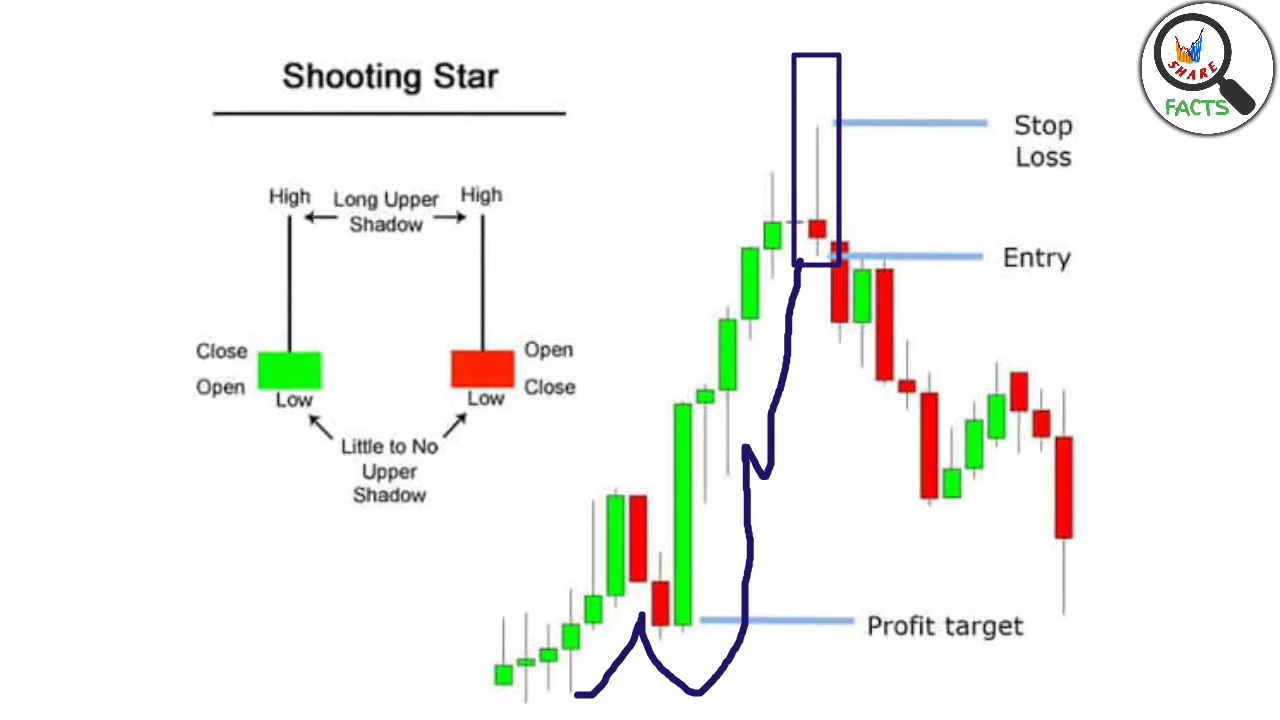 Shooting Star
High
Long Upper
Shadow
High
Close
Open
Low
Open
Close
Low
Little to No
Upper
Shadow
Stop
Loss
Entry
Profit target
SHARE
FACTS